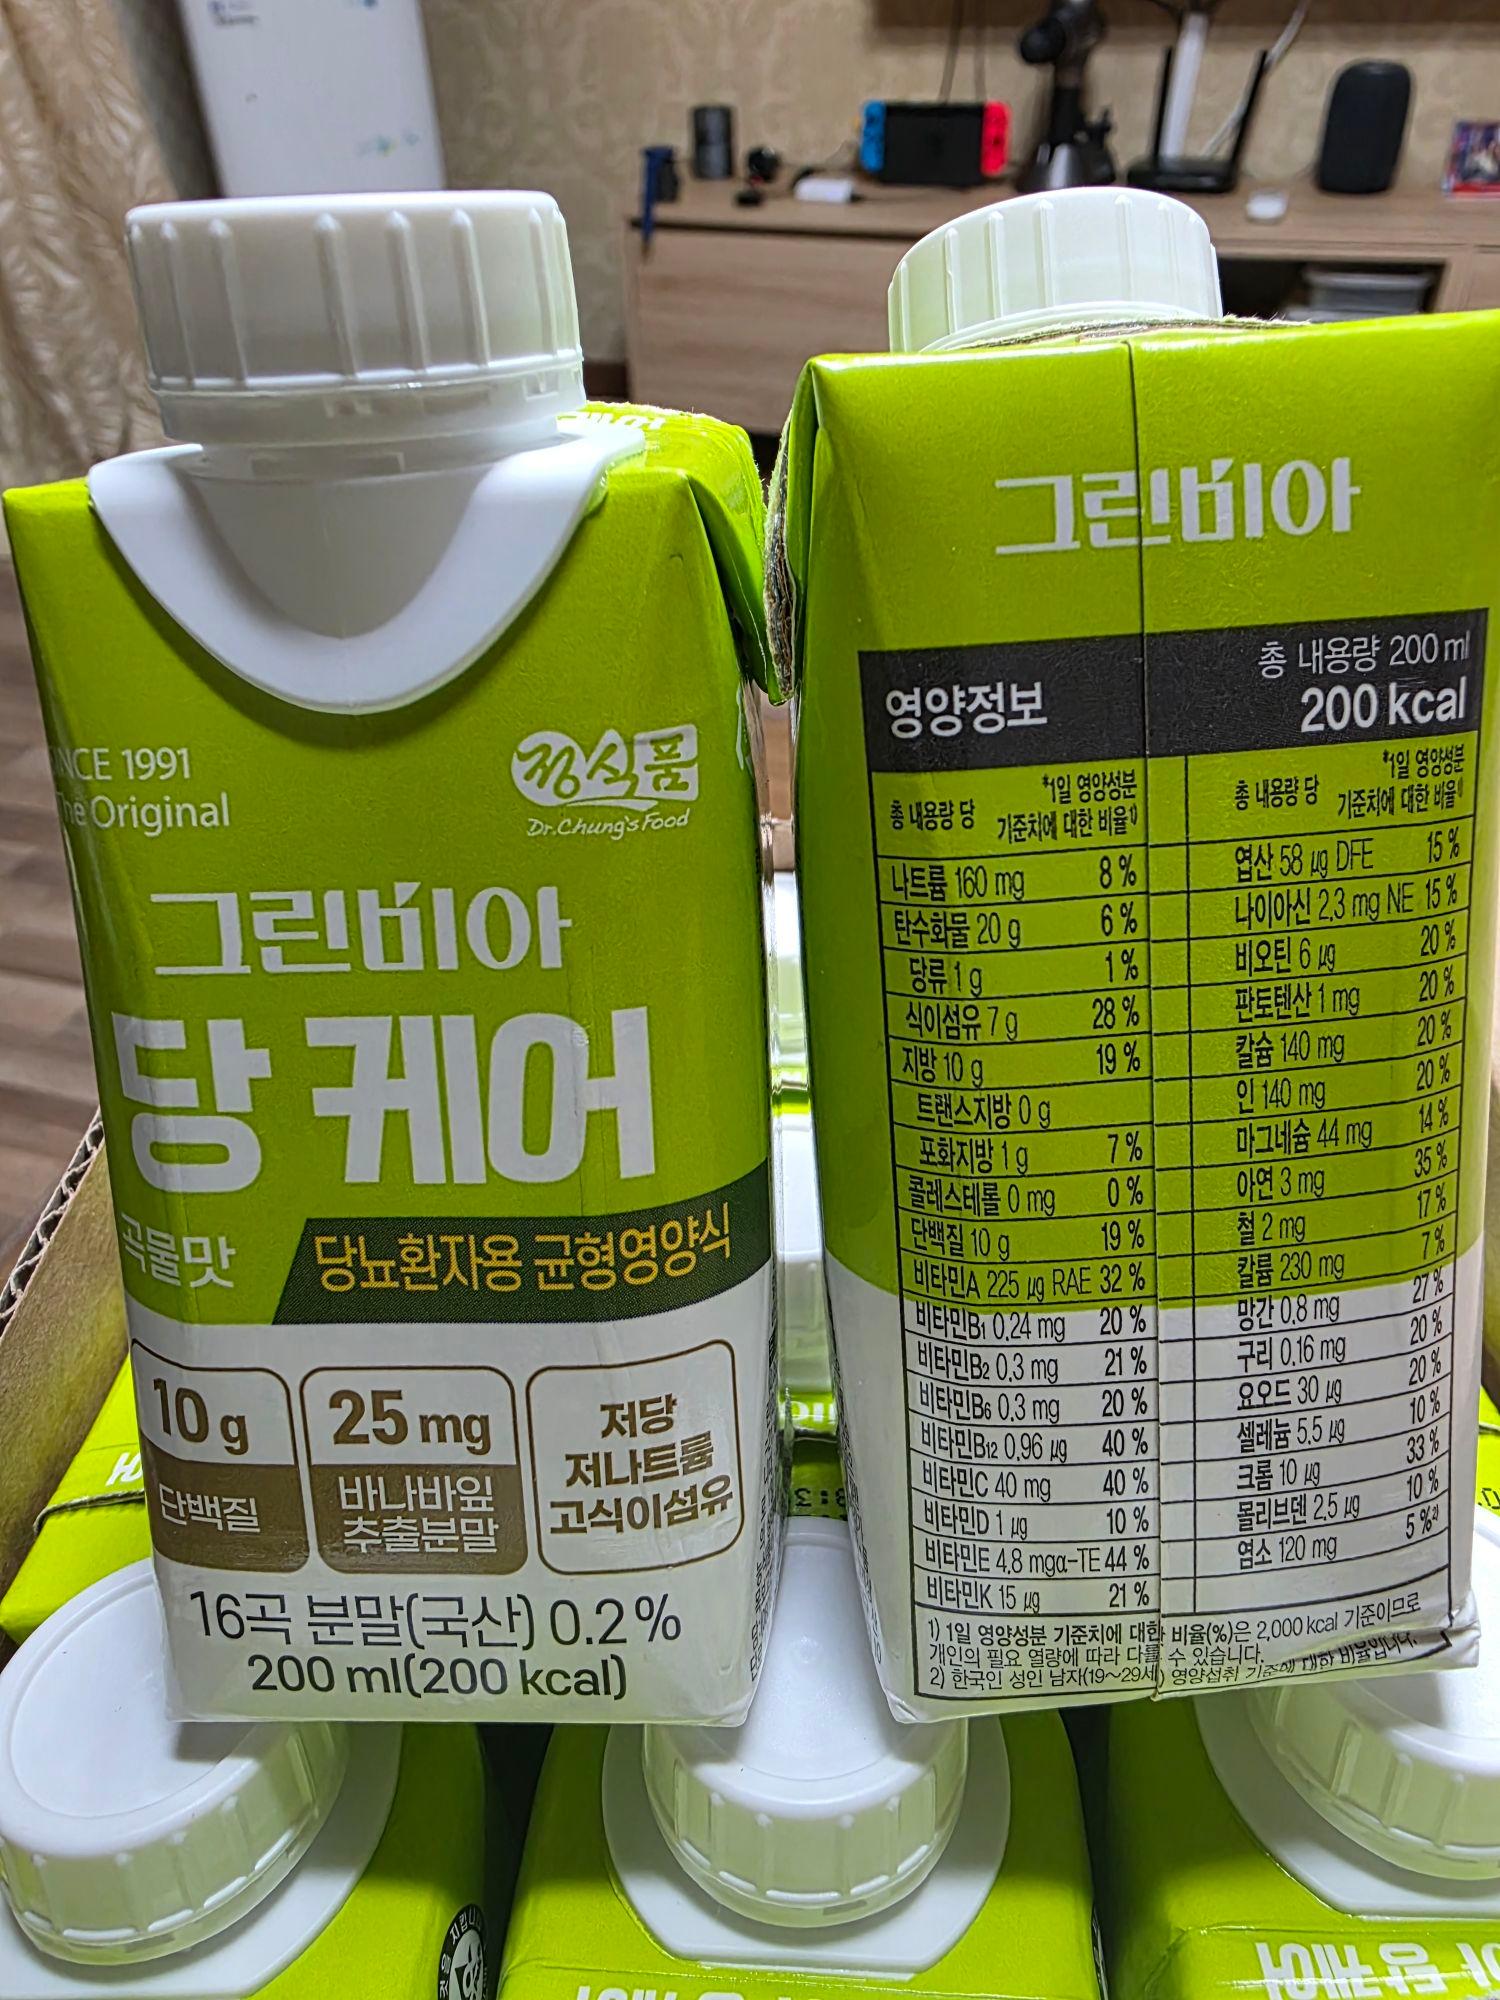 SINCE 1991
The Original
정식품
Dr.Chung's Food
그린비아
당 케어
곡물맛
당뇨환자용 균형영양식
10 g
단백질
25 mg
바나바잎
추출분말
저당
저나트륨
고식이섬유
16곡 분말(국산) 0.2 %
200 ml(200 kcal)
그린비아
영양정보
총 내용량 200 ml
200 kcal
총 내용량 당 *1일 영양성분 기준치에 대한 비율1)
나트륨 160 mg 8 %
탄수화물 20 g 6 %
당류 1 g 1 %
식이섬유 7 g 28 %
지방 10 g 19 %
트랜스지방 0 g
포화지방 1 g 7 %
콜레스테롤 0 mg 0 %
단백질 10 g 19 %
비타민A 225 μg RAE 32 %
비타민B1 0.24 mg 20 %
비타민B2 0.3 mg 21 %
비타민B6 0.3 mg 20 %
비타민B12 0.96 μg 40 %
비타민C 40 mg 40 %
비타민D 1 μg 10 %
비타민E 4.8 mgα-TE 44 %
비타민K 15 μg 21 %
총 내용량 당 *1일 영양성분 기준치에 대한 비율1)
엽산 58 μg DFE 15 %
나이아신 2.3 mg NE 15 %
비오틴 6 μg 20 %
판토텐산 1 mg 20 %
칼슘 140 mg 20 %
인 140 mg 20 %
마그네슘 44 mg 14 %
아연 3 mg 35 %
철 2 mg 17 %
칼륨 230 mg 7 %
망간 0.8 mg 27 %
구리 0.16 mg 20 %
요오드 30 μg 20 %
셀레늄 5.5 μg 10 %
크롬 10 μg 33 %
몰리브덴 2.5 μg 10 %
염소 120 mg 5 %2)
1) 1일 영양성분 기준치에 대한 비율(%)은 2,000 kcal 기준이므로
개인의 필요 열량에 따라 다를 수 있습니다.
2) 한국인 성인 남자(19~29세) 영양섭취 기준에 대한 비율입니다.